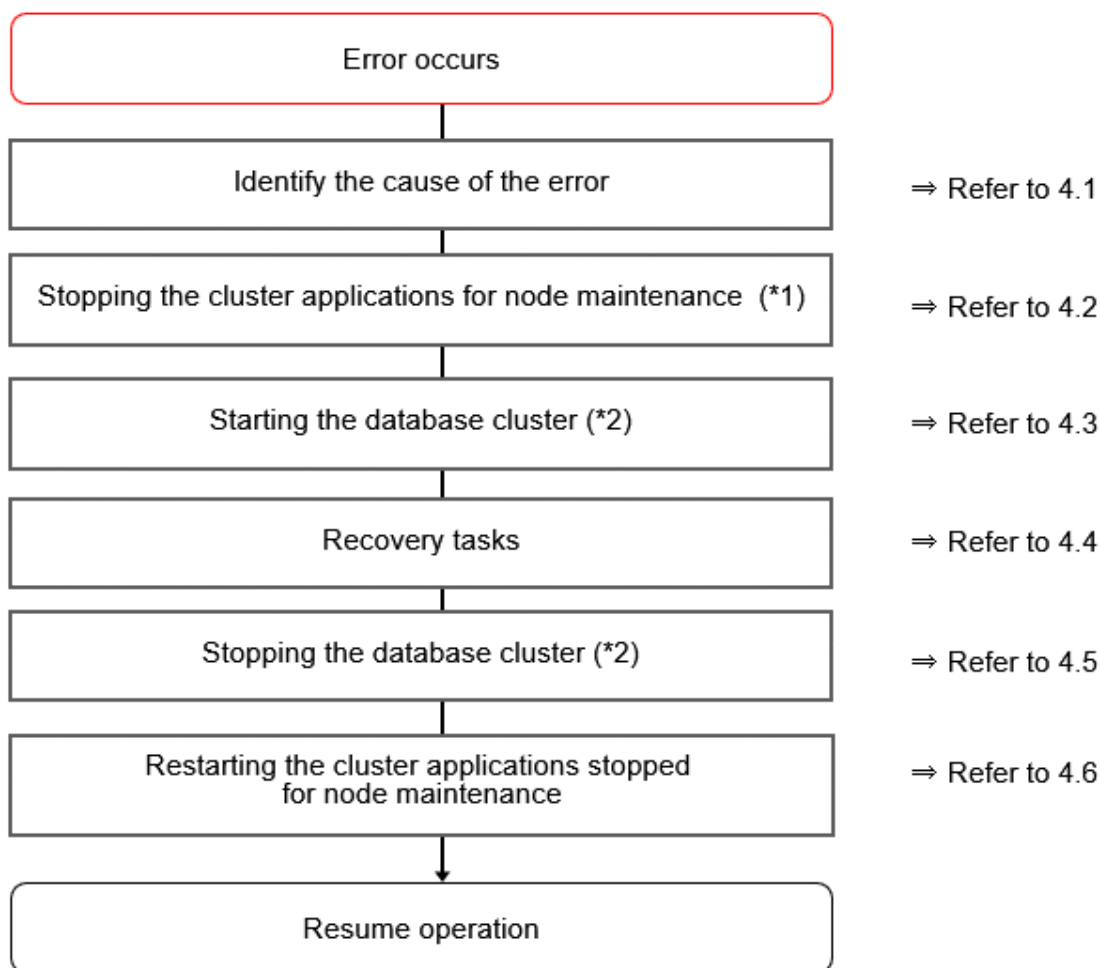 Error occurs
Identify the cause of the error
⇒ Refer to 4.1
Stopping the cluster applications for node maintenance (*1)
⇒ Refer to 4.2
Starting the database cluster (*2)
⇒ Refer to 4.3
Recovery tasks
⇒ Refer to 4.4
Stopping the database cluster (*2)
⇒ Refer to 4.5
Restarting the cluster applications stopped
for node maintenance
⇒ Refer to 4.6
Resume operation